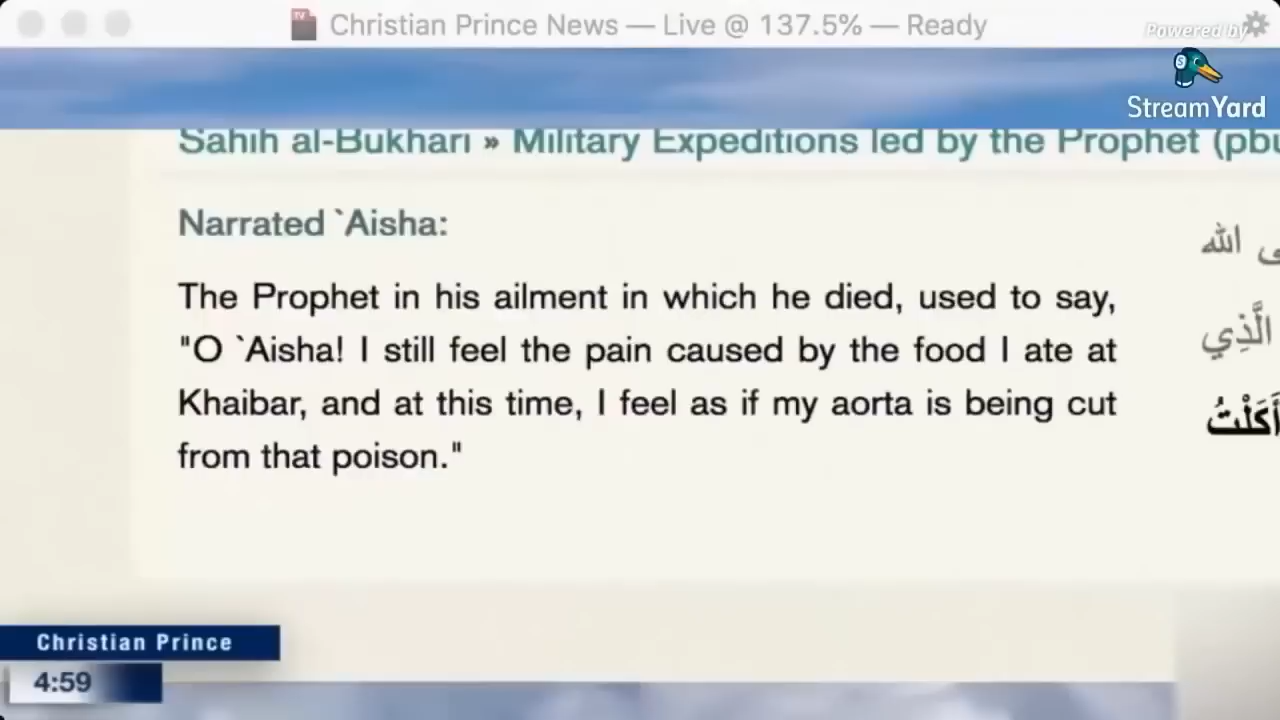 Christian Prince News — Live @ 137.5% — Ready
Powered by
StreamYard
Sahih al-Bukhari » Military Expeditions led by the Prophet
Narrated `Aisha:
The Prophet in his ailment in which he died, used to say,
"O `Aisha! I still feel the pain caused by the food I ate at
Khaibar, and at this time, I feel as if my aorta is being cut
from that poison."
الله
الَّذِي
أَكَلْتُ
Christian Prince
4:59